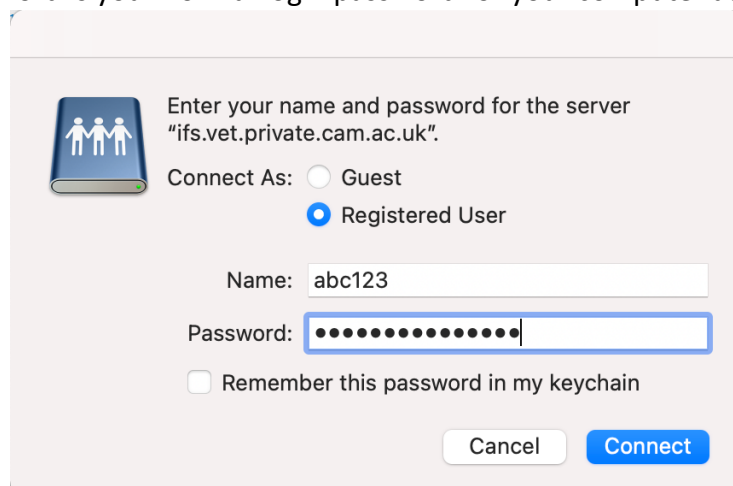 Enter your name and password for the server
“ifs.vet.private.cam.ac.uk”.
Connect As: Guest
Registered User
Name: abc123
Password: ●●●●●●●●●●●●●●●
Remember this password in my keychain
Cancel Connect